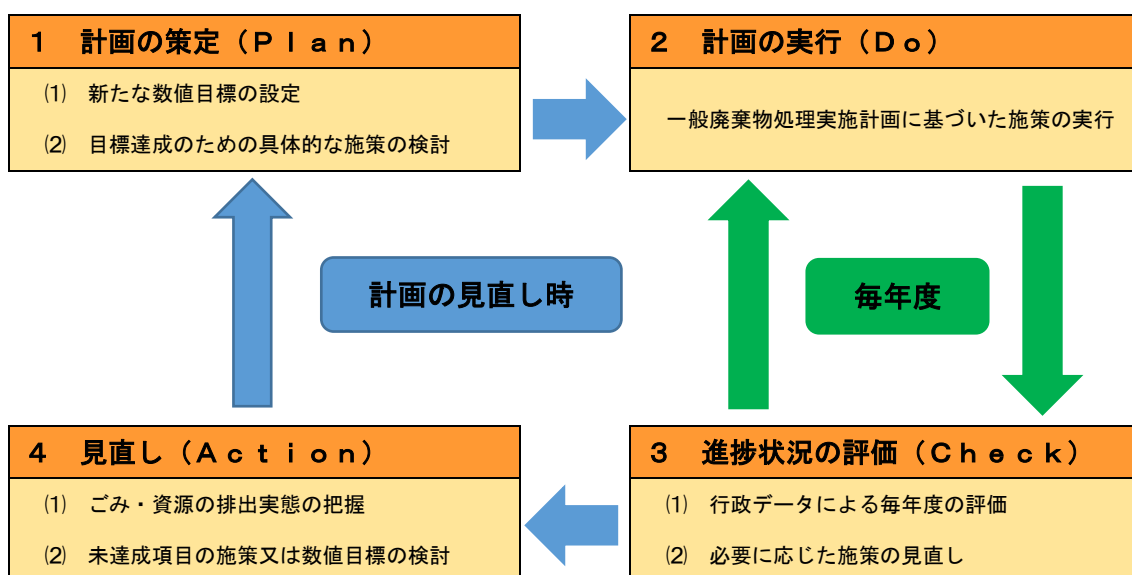 1 計画の策定(Plan)
⑴ 新たな数値目標の設定
⑵ 目標達成のための具体的な施策の検討
2 計画の実行(Do)
一般廃棄物処理実施計画に基づいた施策の実行
計画の見直し時
毎年度
4 見直し(Action)
⑴ ごみ・資源の排出実態の把握
⑵ 未達成項目の施策又は数値目標の検討
3 進捗状況の評価(Check)
⑴ 行政データによる毎年度の評価
⑵ 必要に応じた施策の見直し